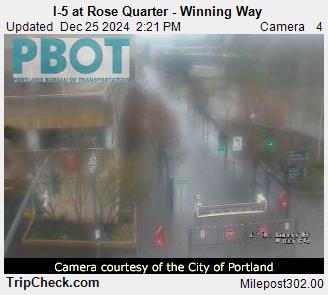 I-5 at Rose Quarter - Winning Way
Updated Dec 25 2024 2:21 PM Camera 4
PBOT
PORTLAND BUREAU OF TRANSPORTATION
Camera courtesy of the City of Portland
TripCheck.com Milepost302.00